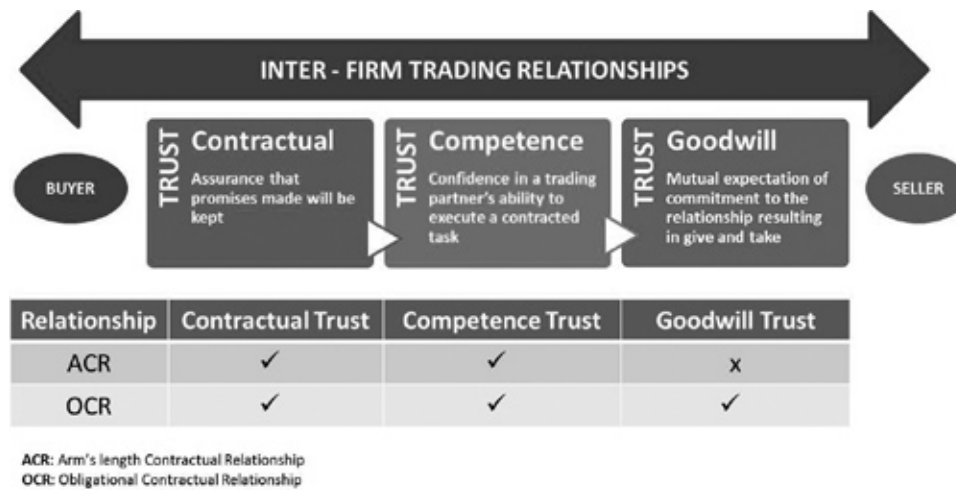 INTER - FIRM TRADING RELATIONSHIPS
BUYER
TRUST
Contractual
Assurance that
promises made will be
kept
TRUST
Competence
Confidence in a trading
partner's ability to
execute a contracted
task
TRUST
Goodwill
Mutual expectation of
commitment to the
relationship resulting
in give and take
SELLER
Relationship Contractual Trust Competence Trust Goodwill Trust
ACR ✓ ✓ x
OCR ✓ ✓ ✓
ACR: Arm's length Contractual Relationship
OCR: Obligational Contractual Relationship